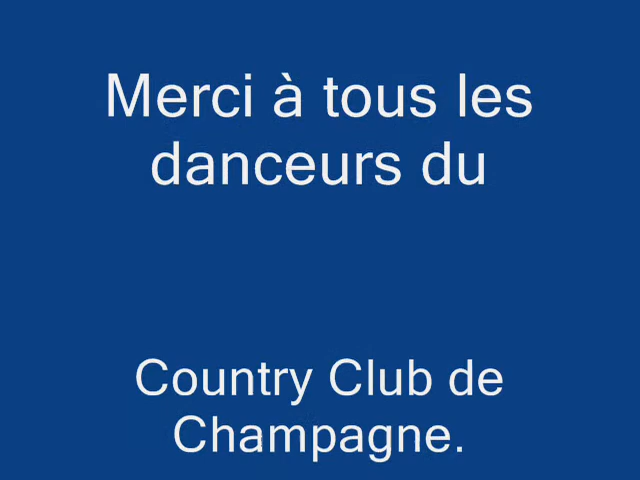 Merci à tous les
danceurs du
Country Club de
Champagne.